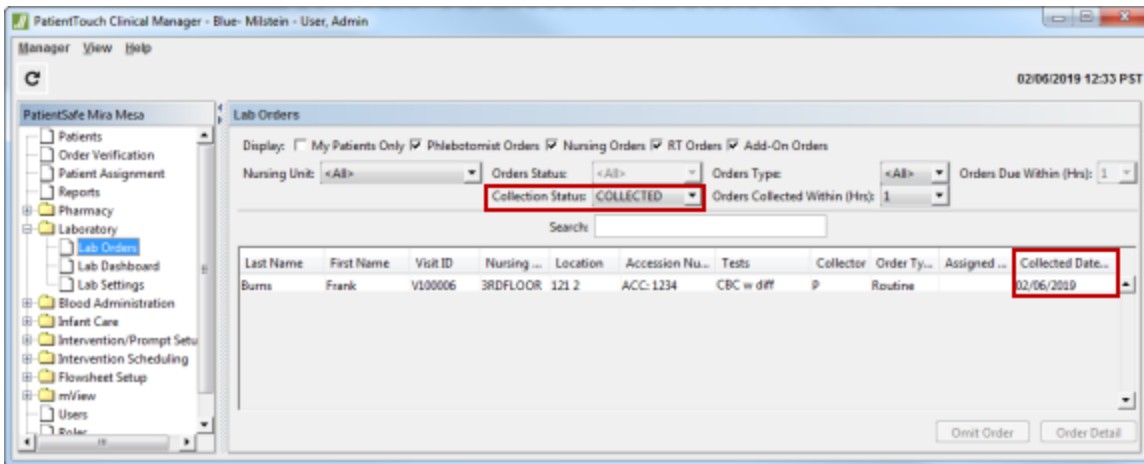 PatientTouch Clinical Manager - Blue- Milstein - User, Admin
Manager View Help
02/06/2019 12:33 PST
PatientSafe Mira Mesa
Patients
Order Verification
Patient Assignment
Reports
Pharmacy
Laboratory
Lab Orders
Lab Dashboard
Lab Settings
Blood Administration
Infant Care
Intervention/Prompt Setu
Intervention Scheduling
Flowsheet Setup
mView
Users
Lab Orders
Display: My Patients Only Phlebotomist Orders Nursing Orders RT Orders Add-On Orders
Nursing Unit: <All> Orders Status: <All> Orders Type: <All> Orders Due Within (Hrs): 1
Collection Status: COLLECTED Orders Collected Within (Hrs): 1
Search:
Last Name First Name Visit ID Nursing ... Location Accession Nu... Tests Collector Order Ty... Assigned ... Collected Date...
Burns Frank V100006 3RDFLOOR 121 2 ACC: 1234 CBC w diff P Routine 02/06/2019
Omit Order Order Detail